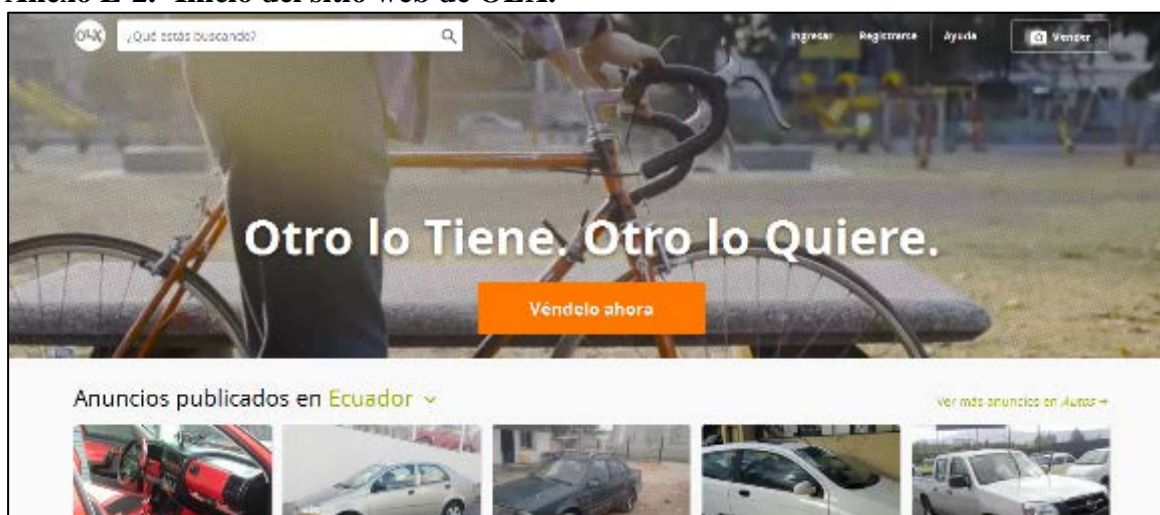 Anexo E-2. Inicio del sitio web de OLX.
OLX
¿Qué estás buscando?
Ingresar Registrarse Ayuda Vender
Otro lo Tiene. Otro lo Quiere.
Véndelo ahora
Anuncios publicados en Ecuador
ver más anuncios en Autos →